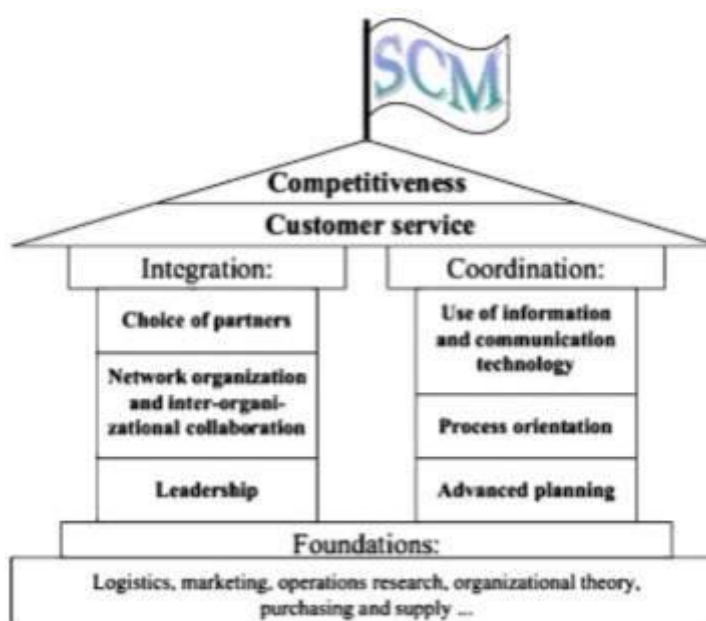 SCM
Competitiveness
Customer service
Integration:
Choice of partners
Network organization
and inter-organi-
zational collaboration
Leadership
Coordination:
Use of information
and communication
technology
Process orientation
Advanced planning
Foundations:
Logistics, marketing, operations research, organizational theory,
purchasing and supply ...